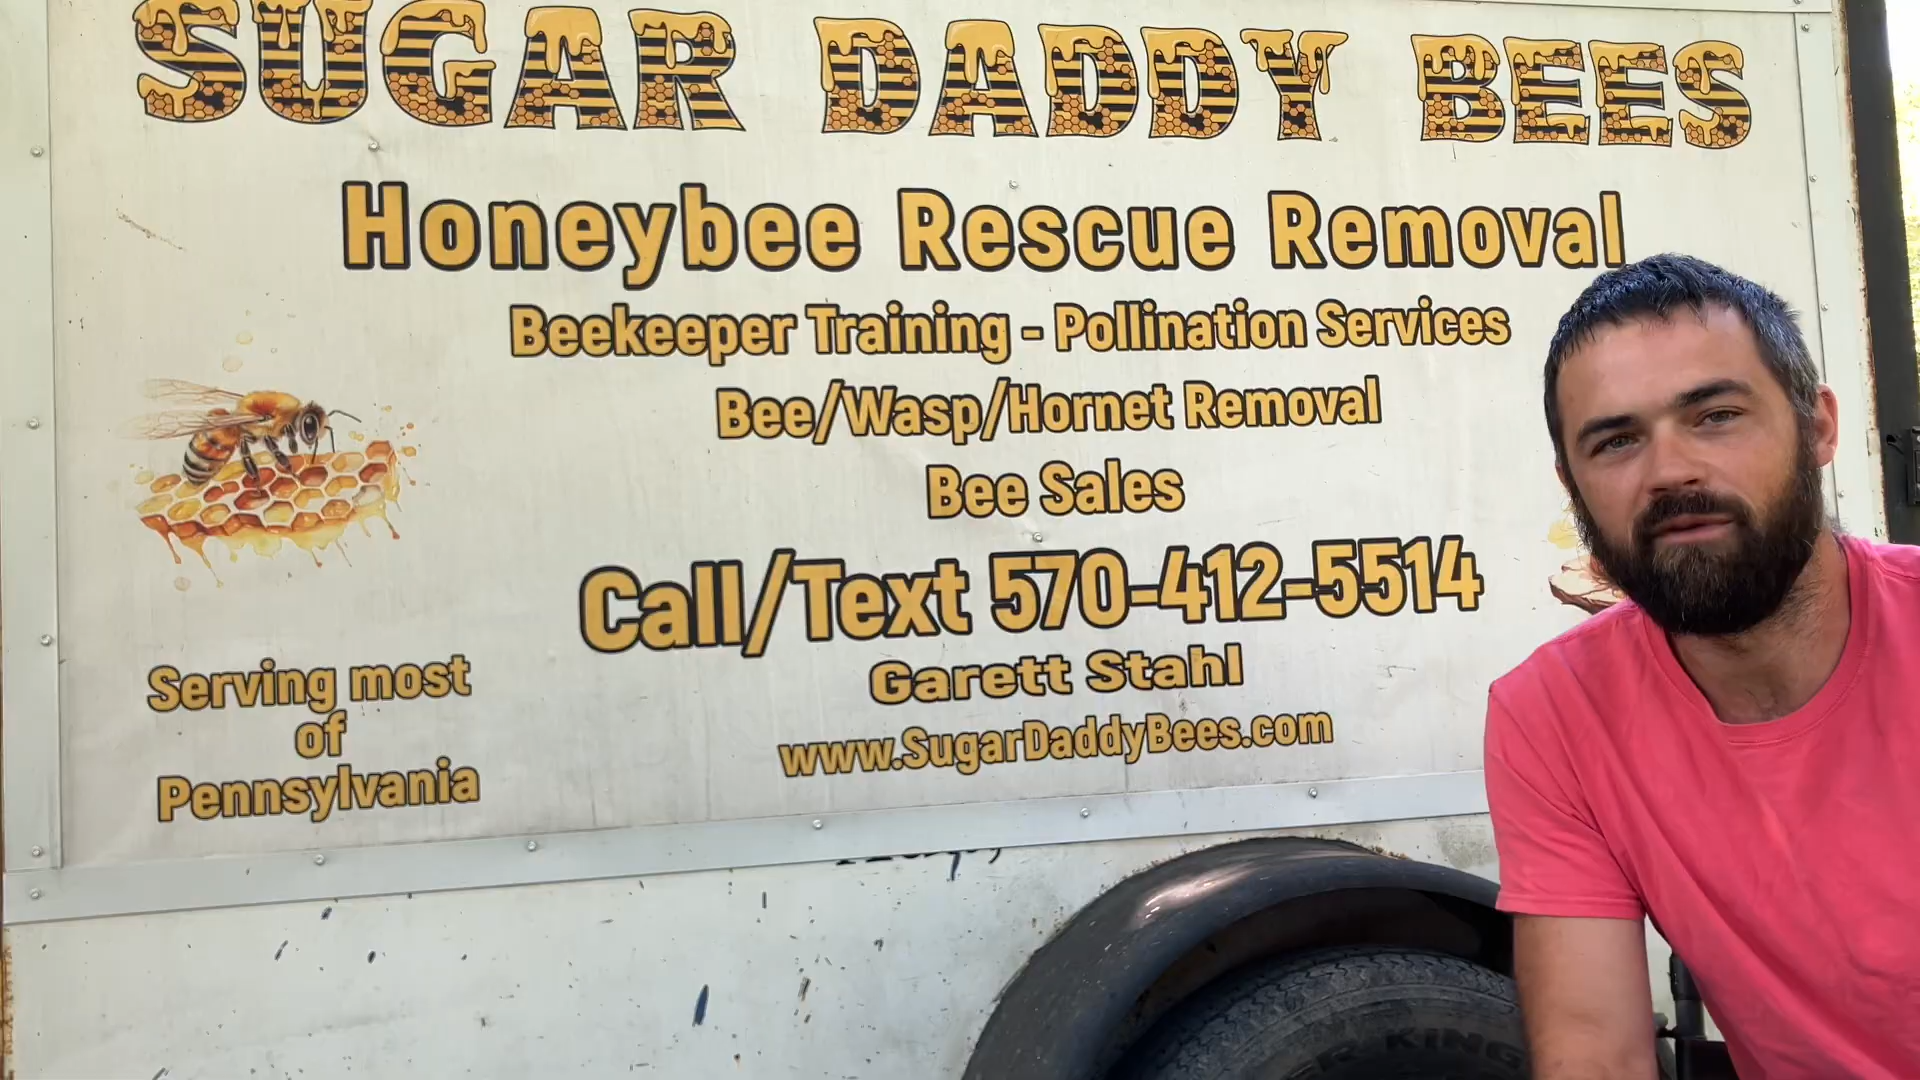 SUGAR DADDY BEES
Honeybee Rescue Removal
Beekeeper Training - Pollination Services
Bee/Wasp/Hornet Removal
Bee Sales
Call/Text 570-412-5514
Garett Stahl
www.SugarDaddyBees.com
Serving most
of
Pennsylvania
KING